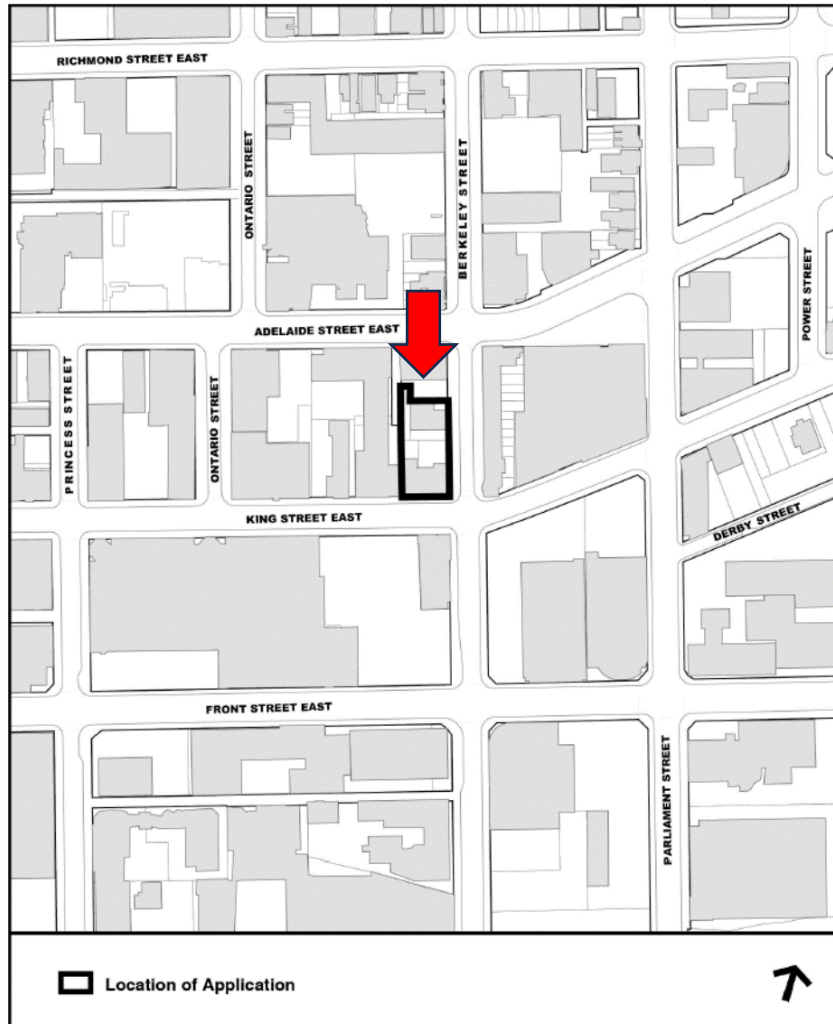 RICHMOND STREET EAST
ONTARIO STREET
BERKELEY STREET
POWER STREET
ADELAIDE STREET EAST
PRINCESS STREET
ONTARIO STREET
KING STREET EAST
DERBY STREET
FRONT STREET EAST
PARLIAMENT STREET
Location of Application